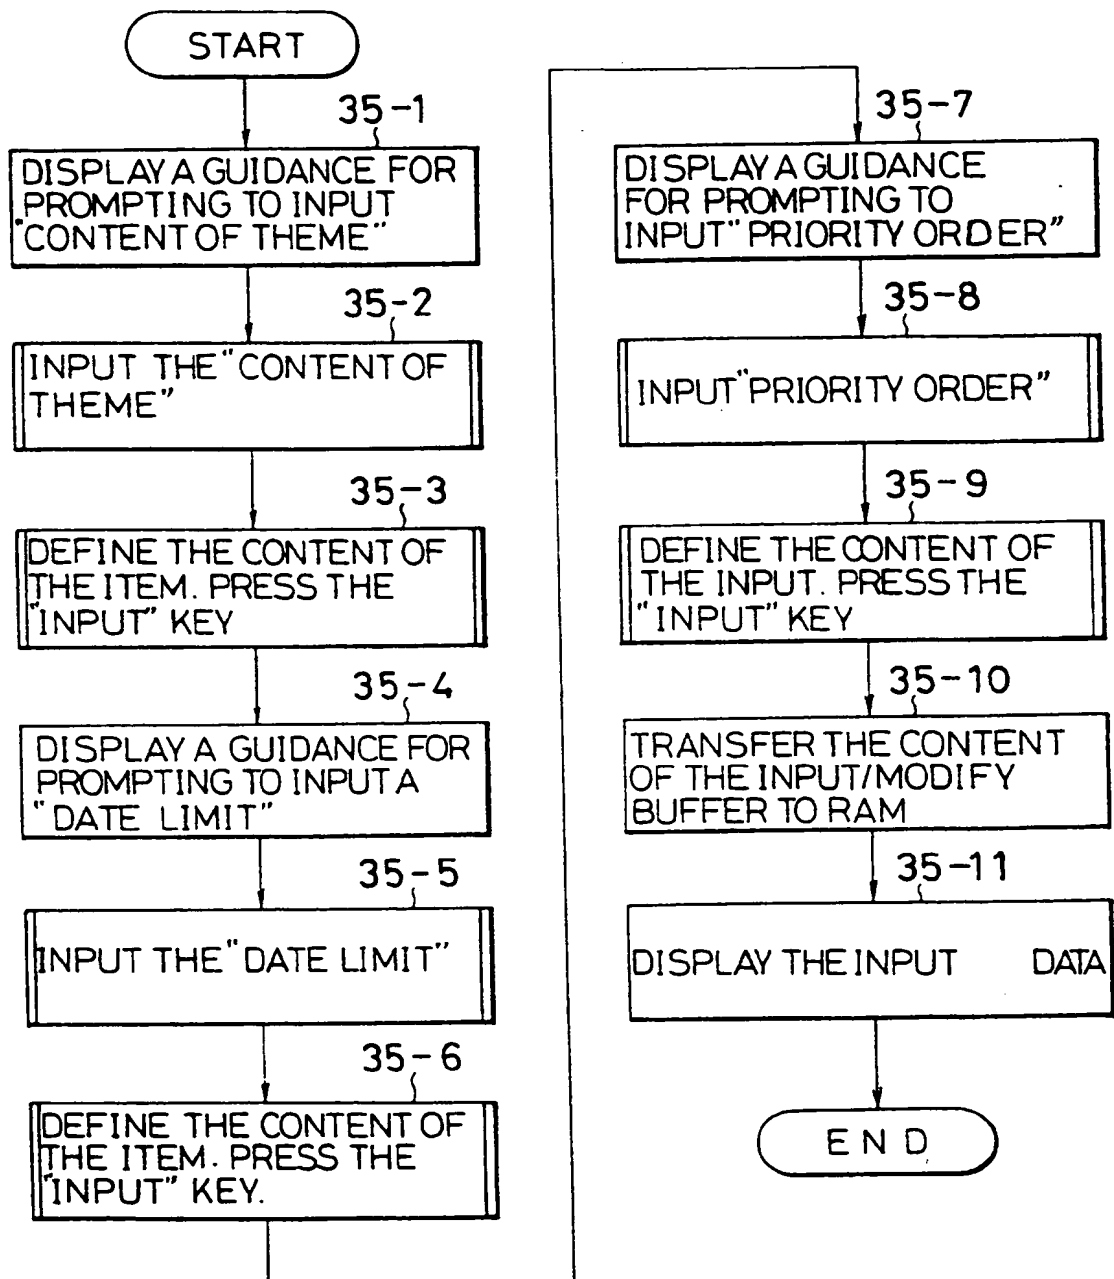 START
35-1
DISPLAY A GUIDANCE FOR
PROMPTING TO INPUT
"CONTENT OF THEME"
35-2
INPUT THE "CONTENT OF
THEME"
35-3
DEFINE THE CONTENT OF
THE ITEM. PRESS THE
"INPUT" KEY
35-4
DISPLAY A GUIDANCE FOR
PROMPTING TO INPUT A
"DATE LIMIT"
35-5
INPUT THE "DATE LIMIT"
35-6
DEFINE THE CONTENT OF
THE ITEM. PRESS THE
"INPUT" KEY.
35-7
DISPLAY A GUIDANCE
FOR PROMPTING TO
INPUT "PRIORITY ORDER"
35-8
INPUT "PRIORITY ORDER"
35-9
DEFINE THE CONTENT OF
THE INPUT. PRESS THE
"INPUT" KEY
35-10
TRANSFER THE CONTENT
OF THE INPUT/MODIFY
BUFFER TO RAM
35-11
DISPLAY THE INPUT DATA
END